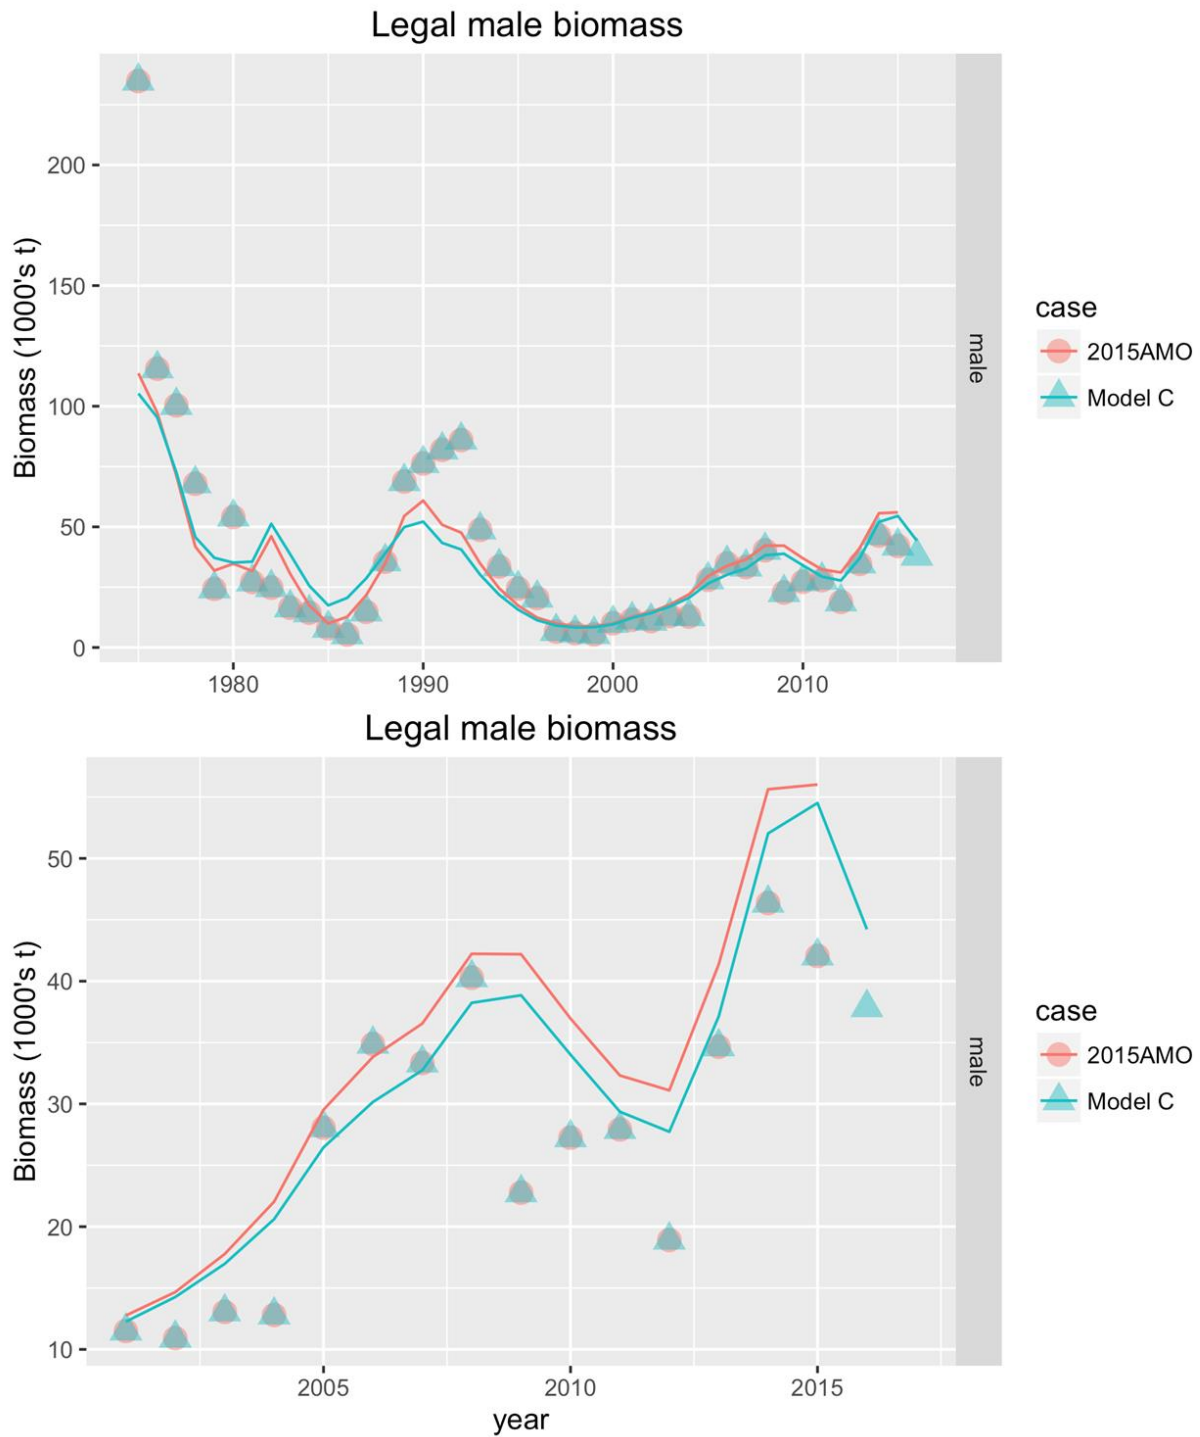 Legal male biomass
Biomass (1000's t)
200
150
100
50
0
1980 1990 2000 2010
male
case
2015AMO
Model C
Legal male biomass
Biomass (1000's t)
50
40
30
20
10
2005 2010 2015
year
male
case
2015AMO
Model C